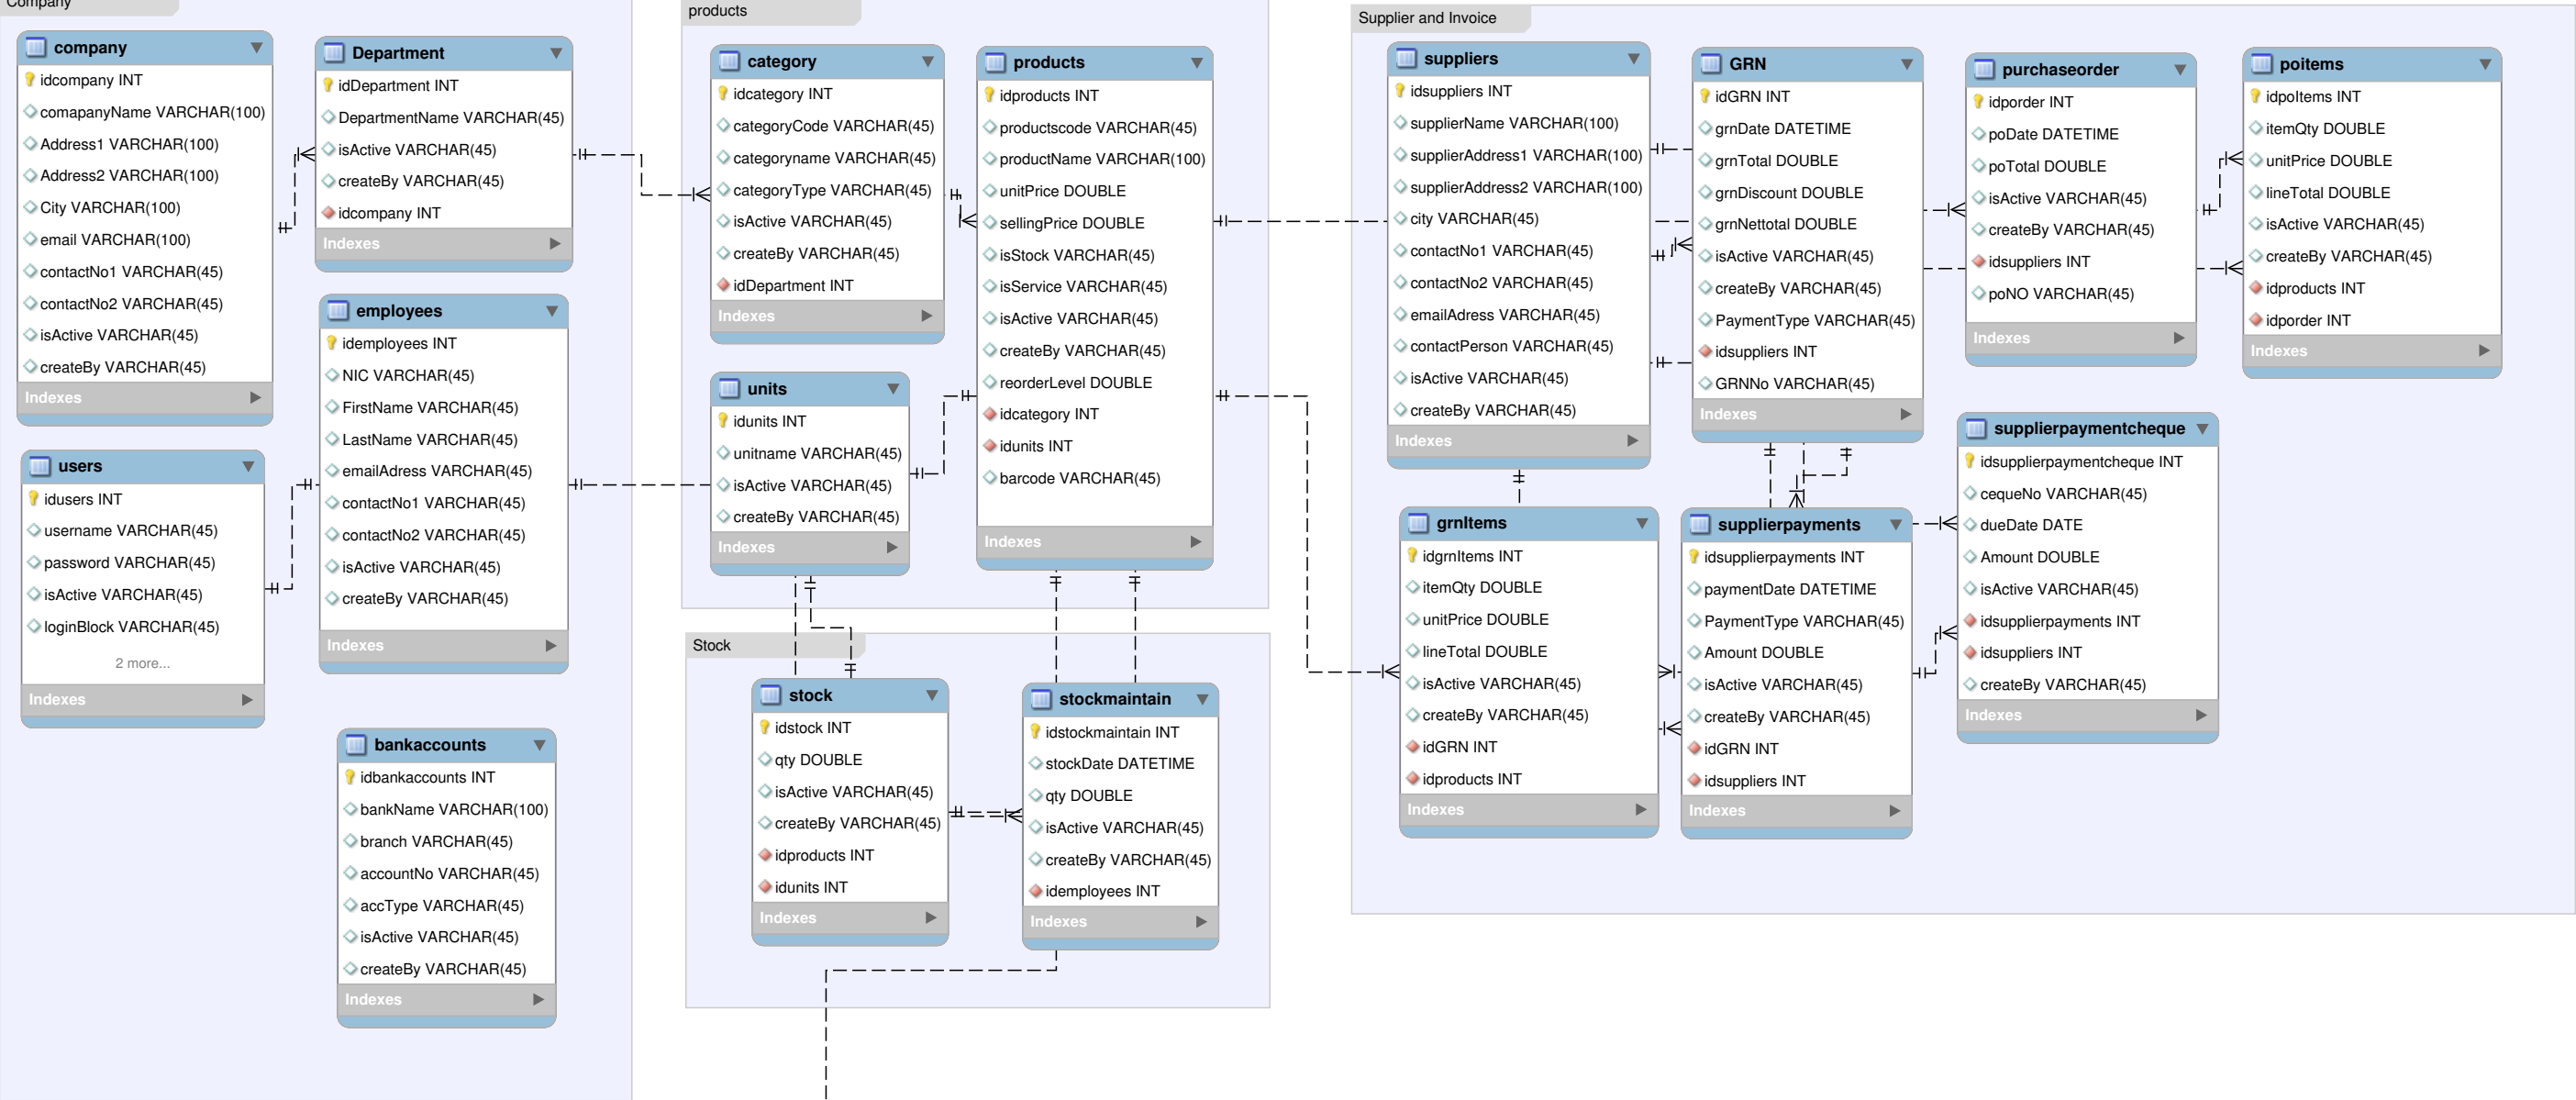 Company
company
idcompany INT
comapanyName VARCHAR(100)
Address1 VARCHAR(100)
Address2 VARCHAR(100)
City VARCHAR(100)
email VARCHAR(100)
contactNo1 VARCHAR(45)
contactNo2 VARCHAR(45)
isActive VARCHAR(45)
createBy VARCHAR(45)
Indexes
Department
idDepartment INT
DepartmentName VARCHAR(45)
isActive VARCHAR(45)
createBy VARCHAR(45)
idcompany INT
Indexes
users
idusers INT
username VARCHAR(45)
password VARCHAR(45)
isActive VARCHAR(45)
loginBlock VARCHAR(45)
2 more...
Indexes
employees
idemployees INT
NIC VARCHAR(45)
FirstName VARCHAR(45)
LastName VARCHAR(45)
emailAdress VARCHAR(45)
contactNo1 VARCHAR(45)
contactNo2 VARCHAR(45)
isActive VARCHAR(45)
createBy VARCHAR(45)
Indexes
bankaccounts
idbankaccounts INT
bankName VARCHAR(100)
branch VARCHAR(45)
accountNo VARCHAR(45)
accType VARCHAR(45)
isActive VARCHAR(45)
createBy VARCHAR(45)
Indexes
products
category
idcategory INT
categoryCode VARCHAR(45)
categoryname VARCHAR(45)
categoryType VARCHAR(45)
isActive VARCHAR(45)
createBy VARCHAR(45)
idDepartment INT
Indexes
products
idproducts INT
productscode VARCHAR(45)
productName VARCHAR(100)
unitPrice DOUBLE
sellingPrice DOUBLE
isStock VARCHAR(45)
isService VARCHAR(45)
isActive VARCHAR(45)
createBy VARCHAR(45)
reorderLevel DOUBLE
idcategory INT
idunits INT
barcode VARCHAR(45)
Indexes
units
idunits INT
unitname VARCHAR(45)
isActive VARCHAR(45)
createBy VARCHAR(45)
Indexes
Stock
stock
idstock INT
qty DOUBLE
isActive VARCHAR(45)
createBy VARCHAR(45)
idproducts INT
idunits INT
Indexes
stockmaintain
idstockmaintain INT
stockDate DATETIME
qty DOUBLE
isActive VARCHAR(45)
createBy VARCHAR(45)
idemployees INT
Indexes
Supplier and Invoice
suppliers
idsuppliers INT
supplierName VARCHAR(100)
supplierAddress1 VARCHAR(100)
supplierAddress2 VARCHAR(100)
city VARCHAR(45)
contactNo1 VARCHAR(45)
contactNo2 VARCHAR(45)
emailAdress VARCHAR(45)
contactPerson VARCHAR(45)
isActive VARCHAR(45)
createBy VARCHAR(45)
Indexes
GRN
idGRN INT
grnDate DATETIME
grnTotal DOUBLE
grnDiscount DOUBLE
grnNettotal DOUBLE
isActive VARCHAR(45)
createBy VARCHAR(45)
PaymentType VARCHAR(45)
idsuppliers INT
GRNNo VARCHAR(45)
Indexes
purchaseorder
idporder INT
poDate DATETIME
poTotal DOUBLE
isActive VARCHAR(45)
createBy VARCHAR(45)
idsuppliers INT
poNO VARCHAR(45)
Indexes
poitems
idpoItems INT
itemQty DOUBLE
unitPrice DOUBLE
lineTotal DOUBLE
isActive VARCHAR(45)
createBy VARCHAR(45)
idproducts INT
idporder INT
Indexes
grnItems
idgrnItems INT
itemQty DOUBLE
unitPrice DOUBLE
lineTotal DOUBLE
isActive VARCHAR(45)
createBy VARCHAR(45)
idGRN INT
idproducts INT
Indexes
supplierpayments
idsupplierpayments INT
paymentDate DATETIME
PaymentType VARCHAR(45)
Amount DOUBLE
isActive VARCHAR(45)
createBy VARCHAR(45)
idGRN INT
idsuppliers INT
Indexes
supplierpaymentcheque
idsupplierpaymentcheque INT
cequeNo VARCHAR(45)
dueDate DATE
Amount DOUBLE
isActive VARCHAR(45)
idsupplierpayments INT
idsuppliers INT
createBy VARCHAR(45)
Indexes